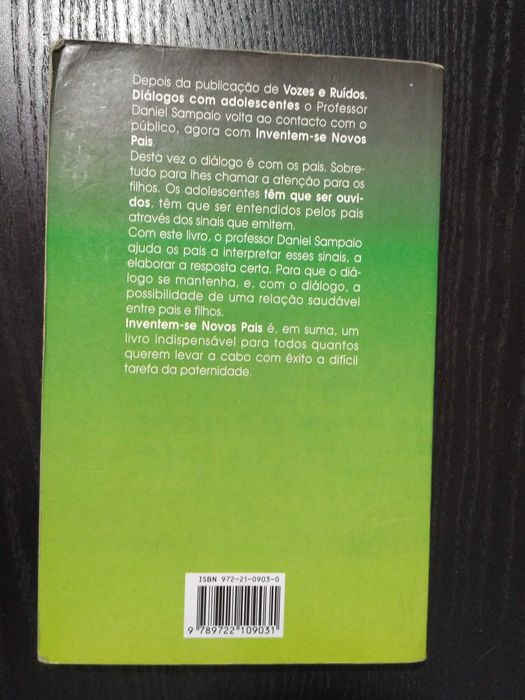 Depois da publicação de Vozes e Ruídos,
Diálogos com adolescentes o Professor
Daniel Sampaio volta ao contacto com o
público, agora com Inventem-se Novos
Pais.
Desta vez o diálogo é com os pais. Sobre-
tudo para lhes chamar a atenção para os
filhos. Os adolescentes têm que ser ouvi-
dos, têm que ser entendidos pelos pais
através dos sinais que emitem.
Com este livro, o professor Daniel Sampaio
ajuda os pais a interpretar esses sinais, a
elaborar a resposta certa. Para que o diá-
logo se mantenha, e, com o diálogo, a
possibilidade de uma relação saudável
entre pais e filhos.
Inventem-se Novos Pais é, em suma, um
livro indispensável para todos quantos
querem levar a cabo com êxito a difícil
tarefa da paternidade.
ISBN 972-21-0903-0
9 789722 109031